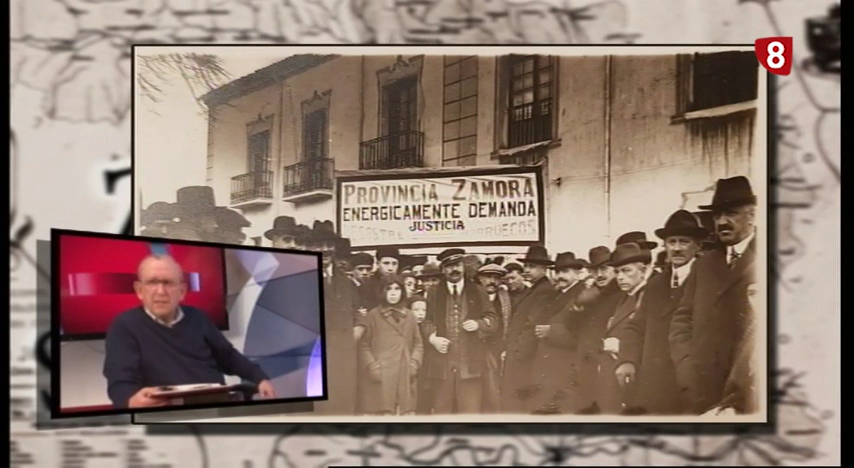 8
PROVINCIA ZAMORA
ENERGICAMENTE DEMANDA
JUSTICIA